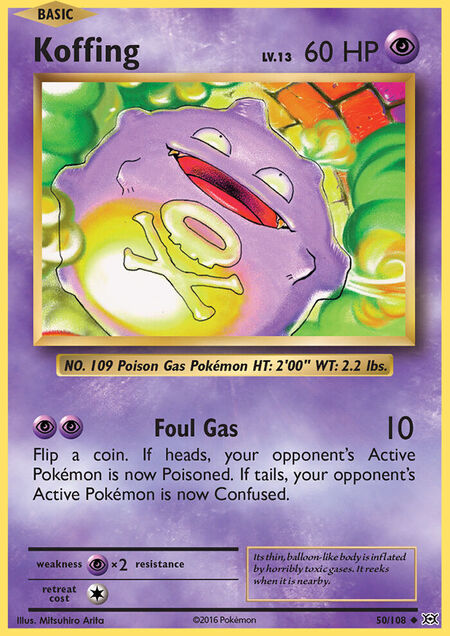 BASIC
Koffing LV.13 60 HP
NO. 109 Poison Gas Pokémon HT: 2'00" WT: 2.2 lbs.
Foul Gas 10
Flip a coin. If heads, your opponent's Active
Pokémon is now Poisoned. If tails, your opponent's
Active Pokémon is now Confused.
weakness ×2 resistance
retreat
cost
Its thin, balloon-like body is inflated
by horribly toxic gases. It reeks
when it is nearby.
Illus. Mitsuhiro Arita ©2016 Pokémon 50/108